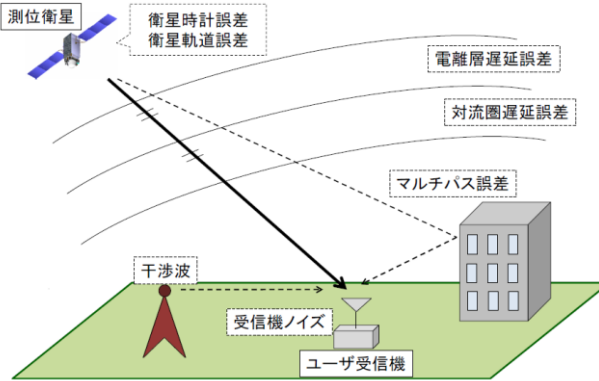 測位衛星
衛星時計誤差
衛星軌道誤差
電離層遅延誤差
対流圏遅延誤差
マルチパス誤差
干渉波
受信機ノイズ
ユーザ受信機